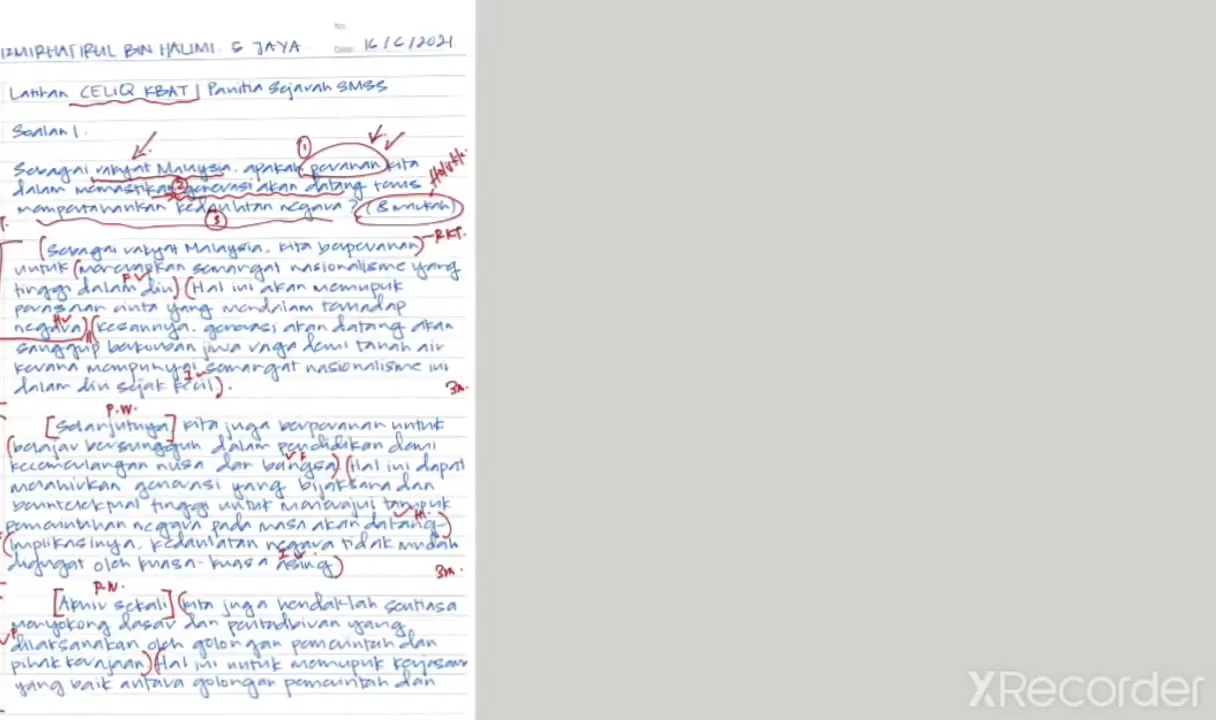 No:
IZMIRHAFIRUL BIN HALIMI. 5 JAYA. Date: 16/6/2021
Latihan CELIQ KBAT | Panitia Sejarah SMSS
Soalan 1.
① 
Sebagai rakyat Malaysia, apakah peranan kita
dalam memastikan ② generasi akan datang terus
mempertahankan kedaulatan negara? (8 markah)
③
(Sebagai rakyat Malaysia, kita berperanan) - RKT.
untuk (menerapkan semangat nasionalisme yang
tinggi dalam diri) (Hal ini akan memupuk
perasaan cinta yang mendalam terhadap
negara) (kesannya, generasi akan datang akan
sanggup berkorban jiwa raga demi tanah air
kerana mempunyai semangat nasionalisme ini
dalam diri sejak kecil). 3m.
P.W.
[Selanjutnya] kita juga berperanan untuk
(belajar bersungguh dalam pendidikan demi
kecemerlangan nusa dan bangsa) (Hal ini dapat
melahirkan generasi yang bijaksana dan
berintelektual tinggi untuk menerajui tampuk
pemerintahan negara pada masa akan datang)
(Implikasinya, kedaulatan negara tidak mudah
digugat oleh kuasa-kuasa asing) 3m.
P.W.
[Akhir sekali] (kita juga hendaklah sentiasa
menyokong dasar dan pentadbiran yang
dilaksanakan oleh golongan pemerintah dan
pihak kerajaan) (Hal ini untuk memupuk kerjasama
yang baik antara golongan pemerintah dan
XRecorder